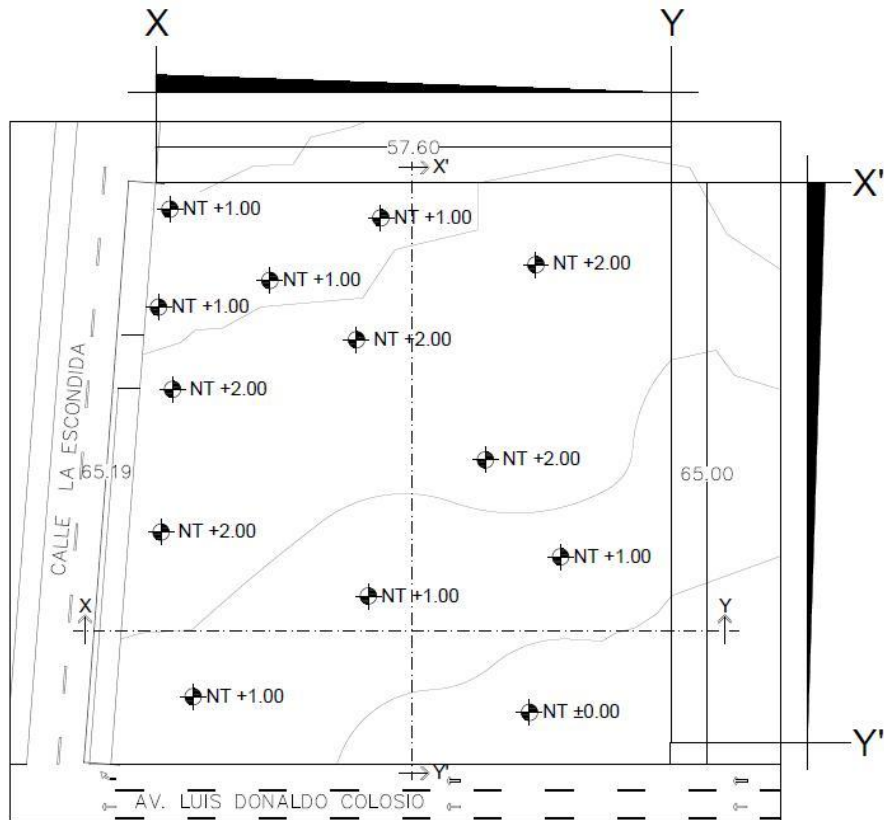 X
Y
57.60
X'
X'
NT +1.00
NT +1.00
NT +2.00
NT +1.00
NT +1.00
NT +2.00
NT +2.00
CALLE LA ESCONDIDA
65.19
NT +2.00
65.00
NT +2.00
NT +1.00
NT +1.00
X
Y
NT +1.00
NT ±0.00
Y'
Y'
AV. LUIS DONALDO COLOSIO